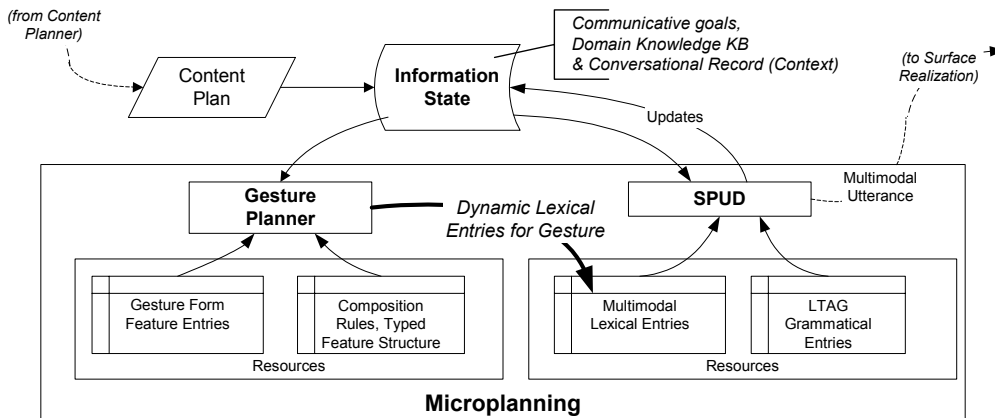 (from Content
Planner)
Content
Plan
Information
State
Communicative goals,
Domain Knowledge KB
& Conversational Record (Context)
(to Surface
Realization)
Updates
Gesture
Planner
Dynamic Lexical
Entries for Gesture
SPUD
Multimodal
Utterance
Gesture Form
Feature Entries
Composition
Rules, Typed
Feature Structure
Resources
Multimodal
Lexical Entries
LTAG
Grammatical
Entries
Resources
Microplanning